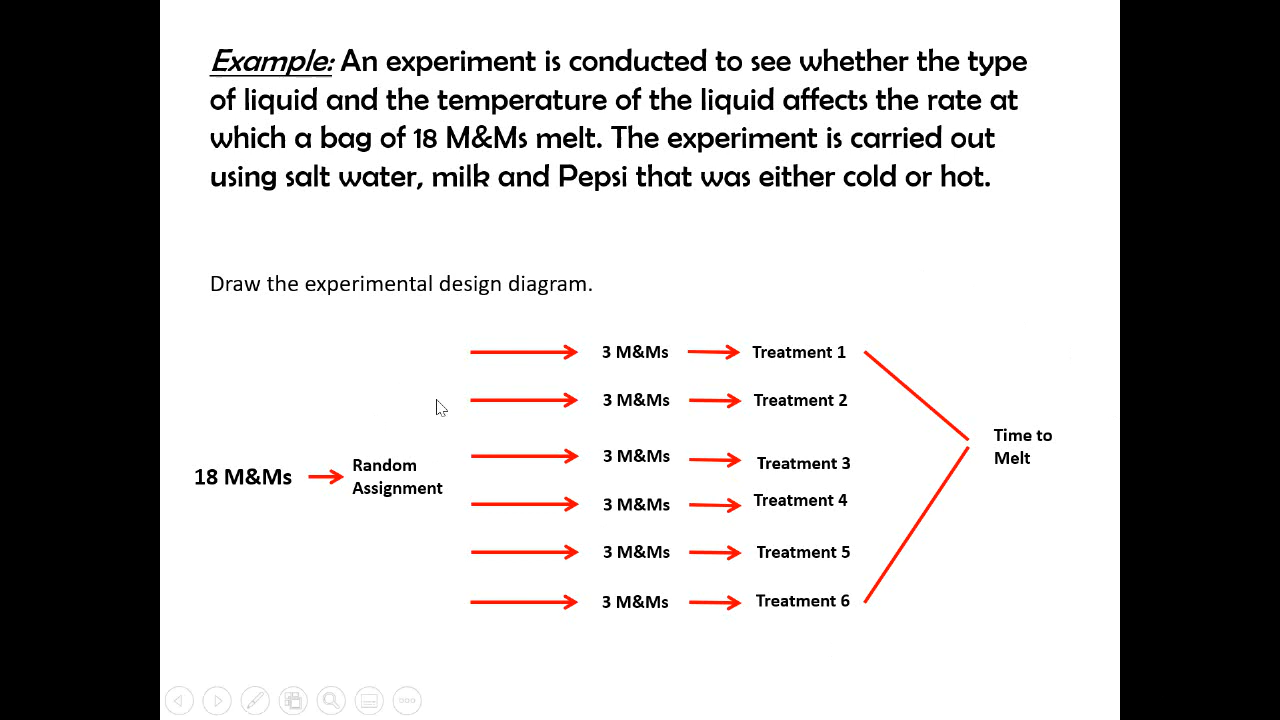 Example: An experiment is conducted to see whether the type
of liquid and the temperature of the liquid affects the rate at
which a bag of 18 M&Ms melt. The experiment is carried out
using salt water, milk and Pepsi that was either cold or hot.
Draw the experimental design diagram.
18 M&Ms
Random
Assignment
3 M&Ms
Treatment 1
3 M&Ms
Treatment 2
3 M&Ms
Treatment 3
3 M&Ms
Treatment 4
3 M&Ms
Treatment 5
3 M&Ms
Treatment 6
Time to
Melt